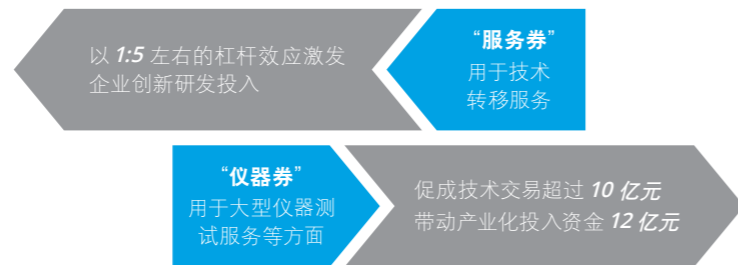 以 1:5 左右的杠杆效应激发
企业创新研发投入
“服务券”
用于技术
转移服务
“仪器券”
用于大型仪器测
试服务等方面
促成技术交易超过 10 亿元
带动产业化投入资金 12 亿元